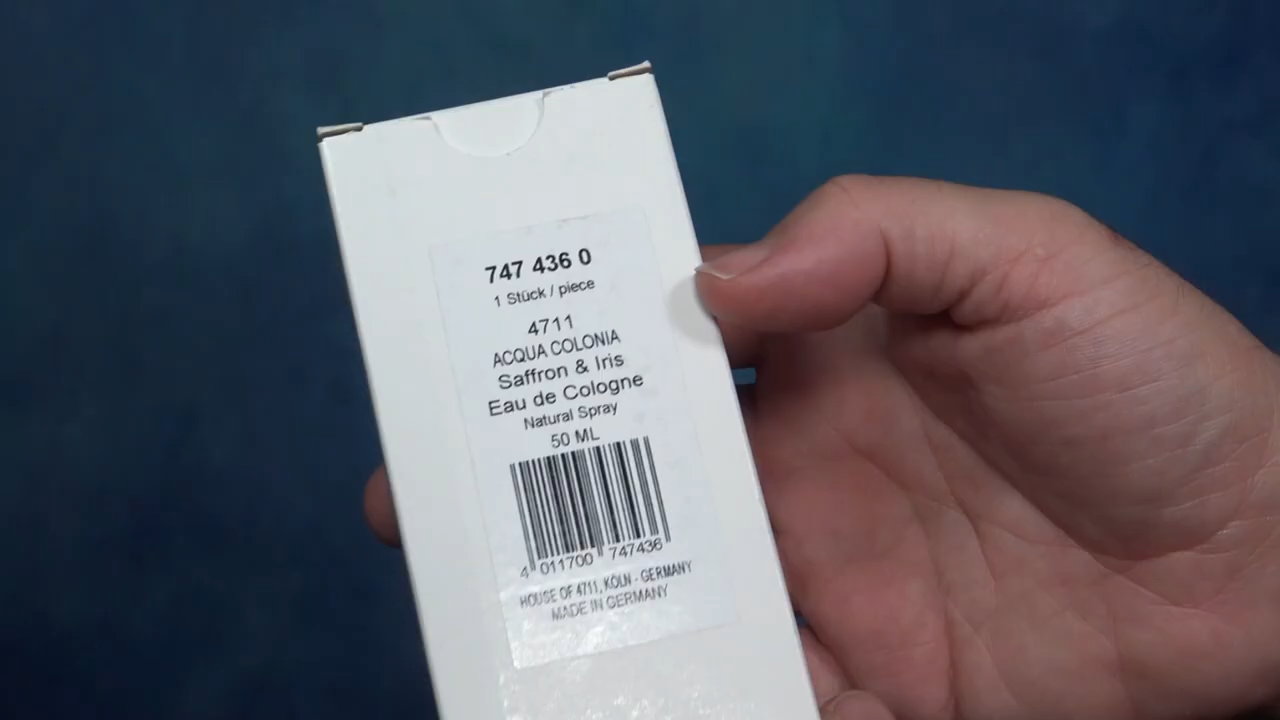 747 436 0
1 Stück / piece
4711
ACQUA COLONIA
Saffron & Iris
Eau de Cologne
Natural Spray
50 ML
4 011700 747436
HOUSE OF 4711, KÖLN - GERMANY
MADE IN GERMANY